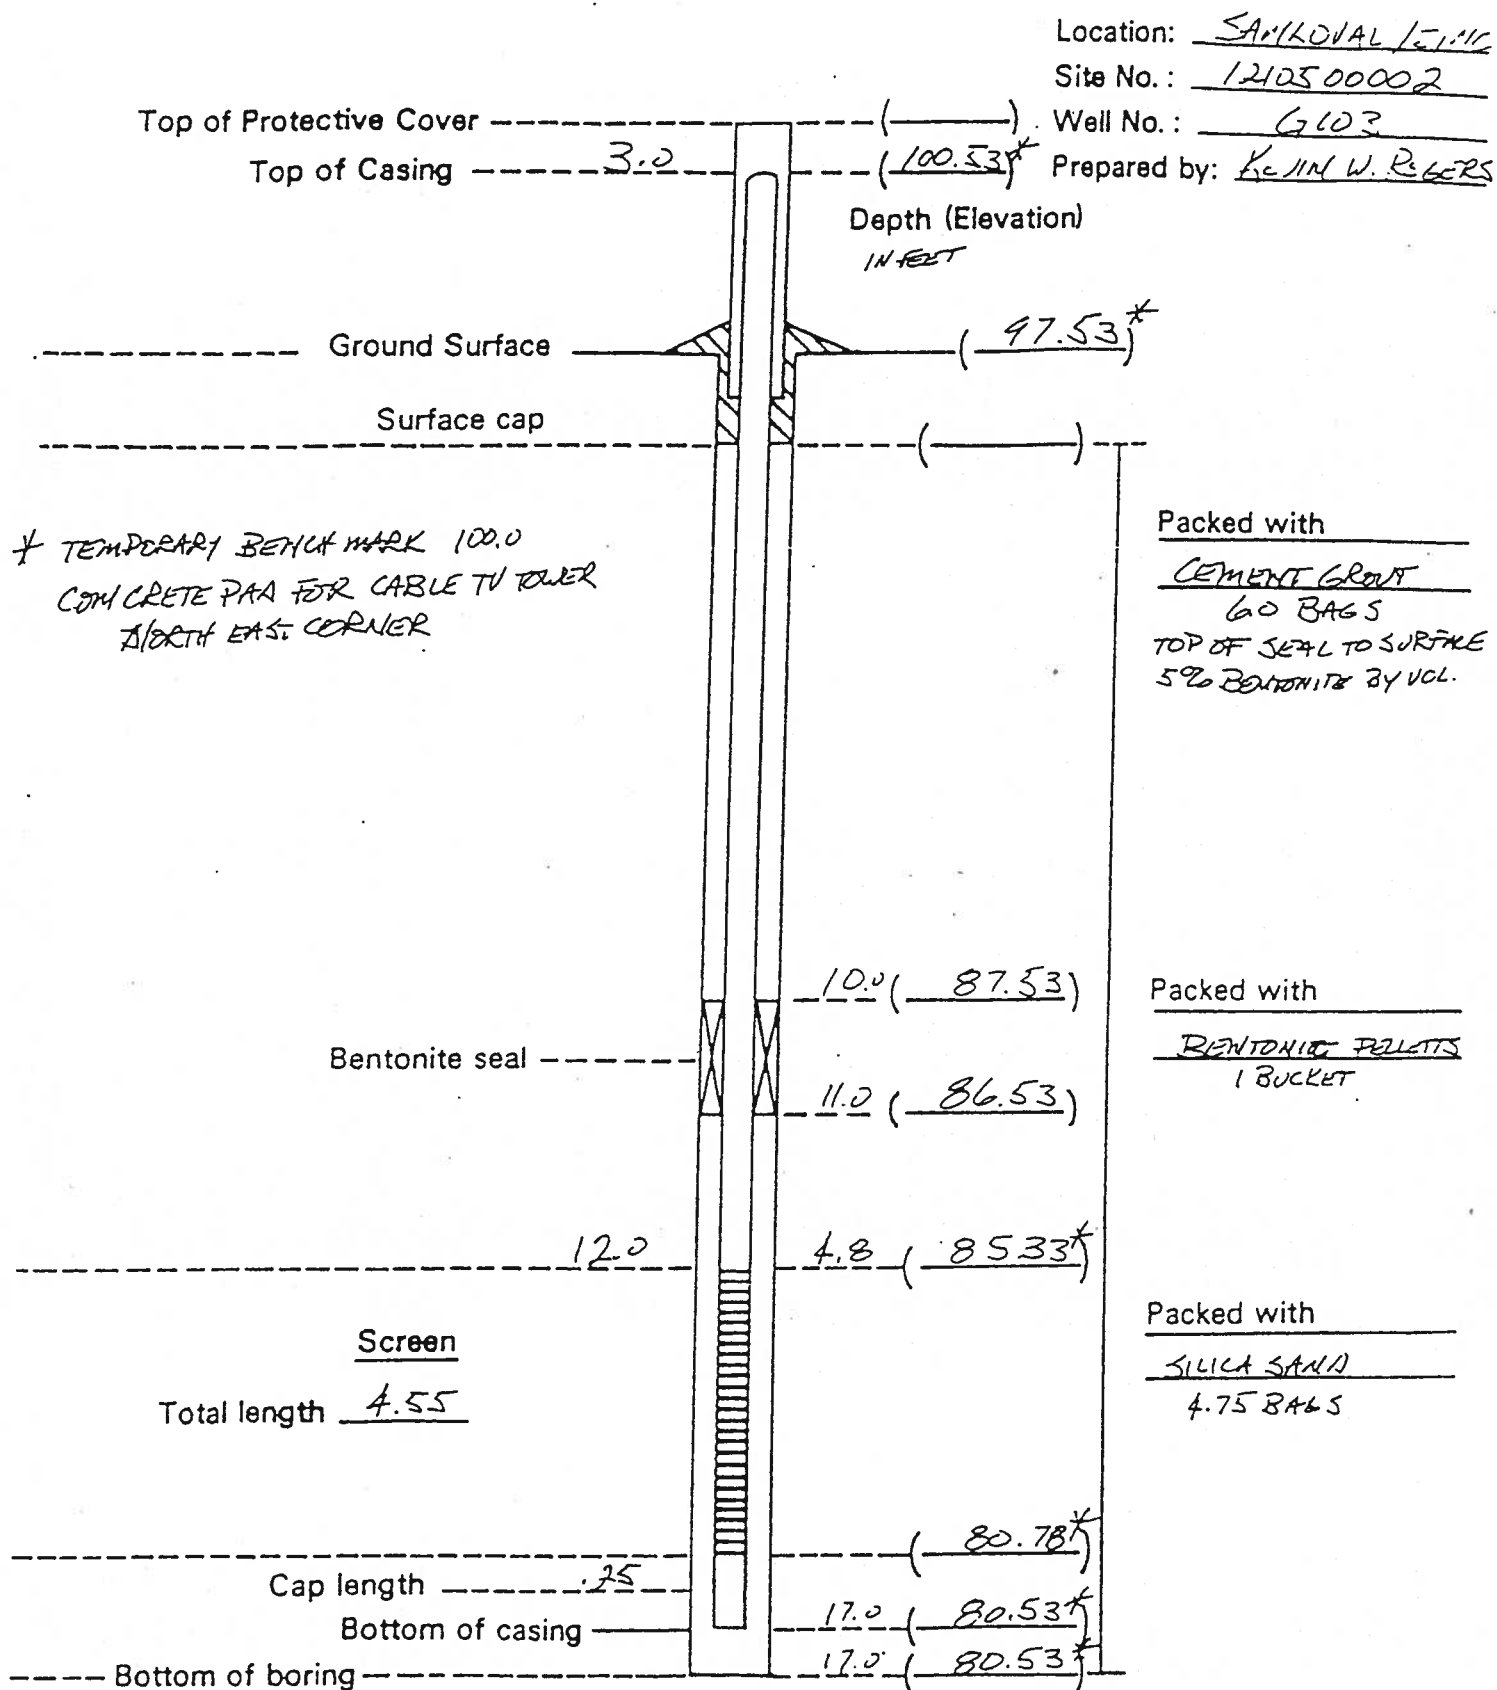 Location: SANDOVAL /
Site No.: 1210500002
Well No.: G103
Prepared by: KEVIN W. ROGERS
Top of Protective Cover ( )
Top of Casing 3.0 (100.53)*
Depth (Elevation)
IN FEET
Ground Surface ( 97.53 )*
Surface cap
( )
* TEMPORARY BENCH MARK 100.0
CONCRETE PAD FOR CABLE TV TOWER
NORTH EAST CORNER
Packed with
CEMENT GROUT
60 BAGS
TOP OF SEAL TO SURFACE
5% BENTONITE BY VOL.
10.0 ( 87.53 )
Packed with
BENTONITE PELLETTS
1 BUCKET
Bentonite seal
11.0 ( 86.53 )
12.0 4.8 ( 85.33* )
Screen
Total length 4.55
Packed with
SILICA SAND
4.75 BAGS
( 80.78* )
Cap length .25
Bottom of casing 17.0 ( 80.53* )
Bottom of boring 17.0 ( 80.53* )